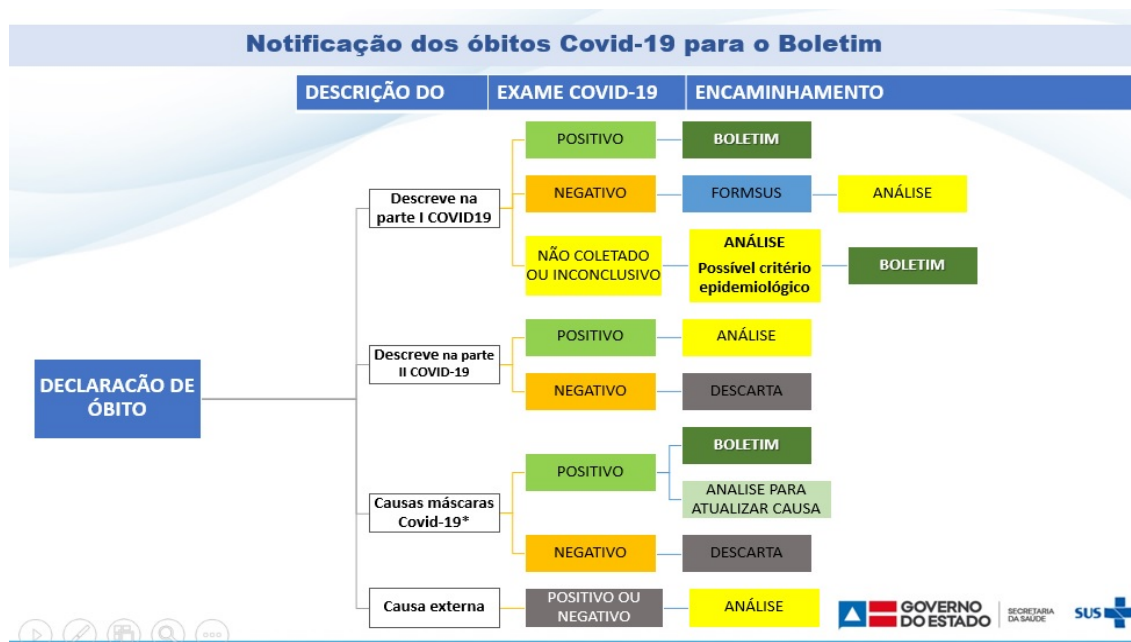 Notificação dos óbitos Covid-19 para o Boletim
DESCRIÇÃO DO
EXAME COVID-19
ENCAMINHAMENTO
DECLARACÃO DE
ÓBITO
Descreve na
parte I COVID19
POSITIVO
BOLETIM
NEGATIVO
FORMSUS
ANÁLISE
NÃO COLETADO
OU INCONCLUSIVO
ANÁLISE
Possível critério
epidemiológico
BOLETIM
Descreve na parte
II COVID-19
POSITIVO
ANÁLISE
NEGATIVO
DESCARTA
Causas máscaras
Covid-19*
POSITIVO
BOLETIM
ANALISE PARA
ATUALIZAR CAUSA
NEGATIVO
DESCARTA
Causa externa
POSITIVO OU
NEGATIVO
ANÁLISE
GOVERNO
DO ESTADO
SECRETARIA
DA SAÚDE
SUS